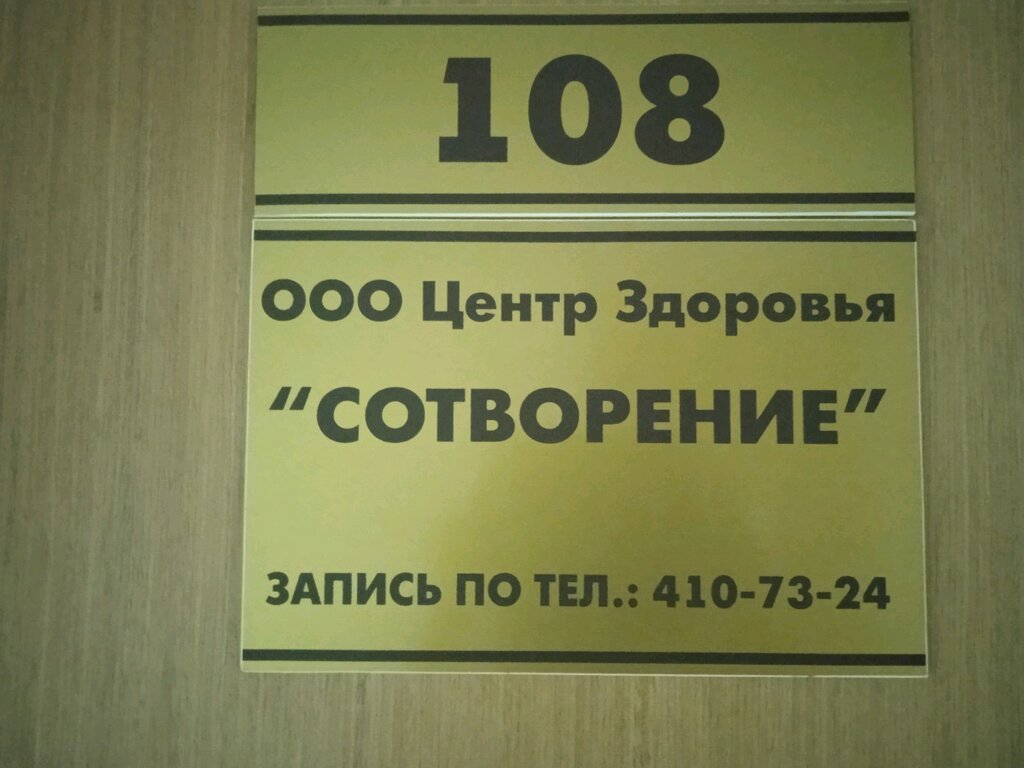 108
ООО Центр Здоровья
“СОТВОРЕНИЕ”
ЗАПИСЬ ПО ТЕЛ.: 410-73-24